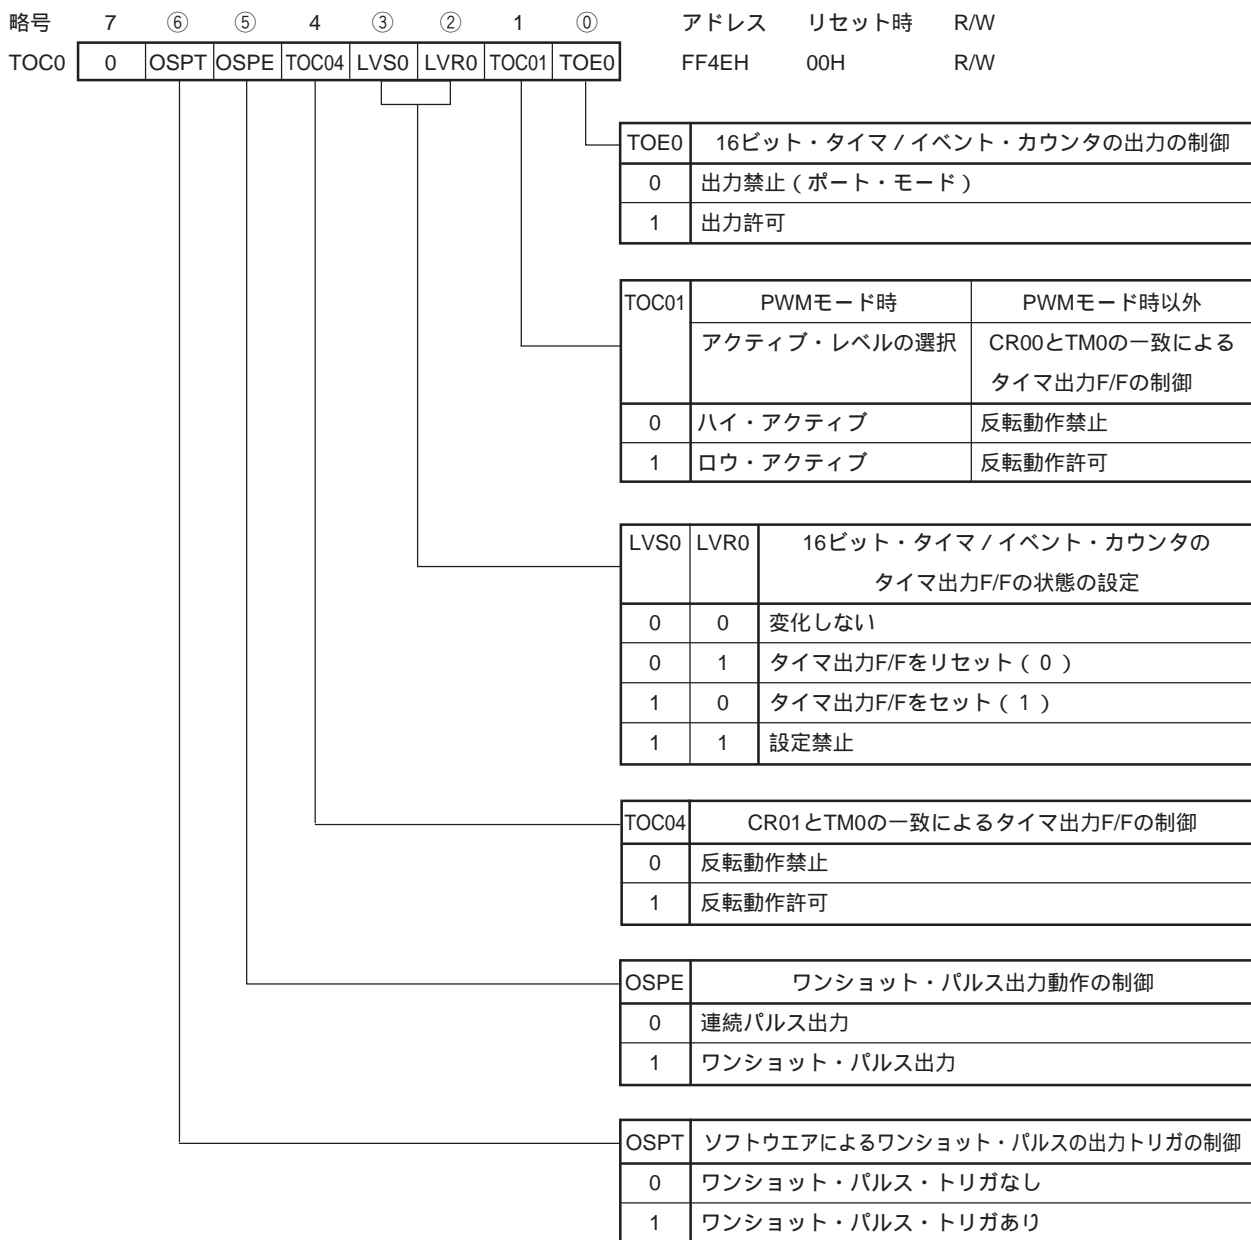 略号 7 ⑥ ⑤ 4 ③ ② 1 ⓪ アドレス リセット時 R/W
TOC0 0 OSPT OSPE TOC04 LVS0 LVR0 TOC01 TOE0 FF4EH 00H R/W
TOE0 16ビット・タイマ / イベント・カウンタの出力の制御
0 出力禁止（ポート・モード）
1 出力許可
TOC01 PWMモード時 PWMモード時以外
アクティブ・レベルの選択 CR00とTM0の一致による
タイマ出力F/Fの制御
0 ハイ・アクティブ 反転動作禁止
1 ロウ・アクティブ 反転動作許可
LVS0 LVR0 16ビット・タイマ / イベント・カウンタの
タイマ出力F/Fの状態の設定
0 0 変化しない
0 1 タイマ出力F/Fをリセット（0）
1 0 タイマ出力F/Fをセット（1）
1 1 設定禁止
TOC04 CR01とTM0の一致によるタイマ出力F/Fの制御
0 反転動作禁止
1 反転動作許可
OSPE ワンショット・パルス出力動作の制御
0 連続パルス出力
1 ワンショット・パルス出力
OSPT ソフトウエアによるワンショット・パルスの出力トリガの制御
0 ワンショット・パルス・トリガなし
1 ワンショット・パルス・トリガあり